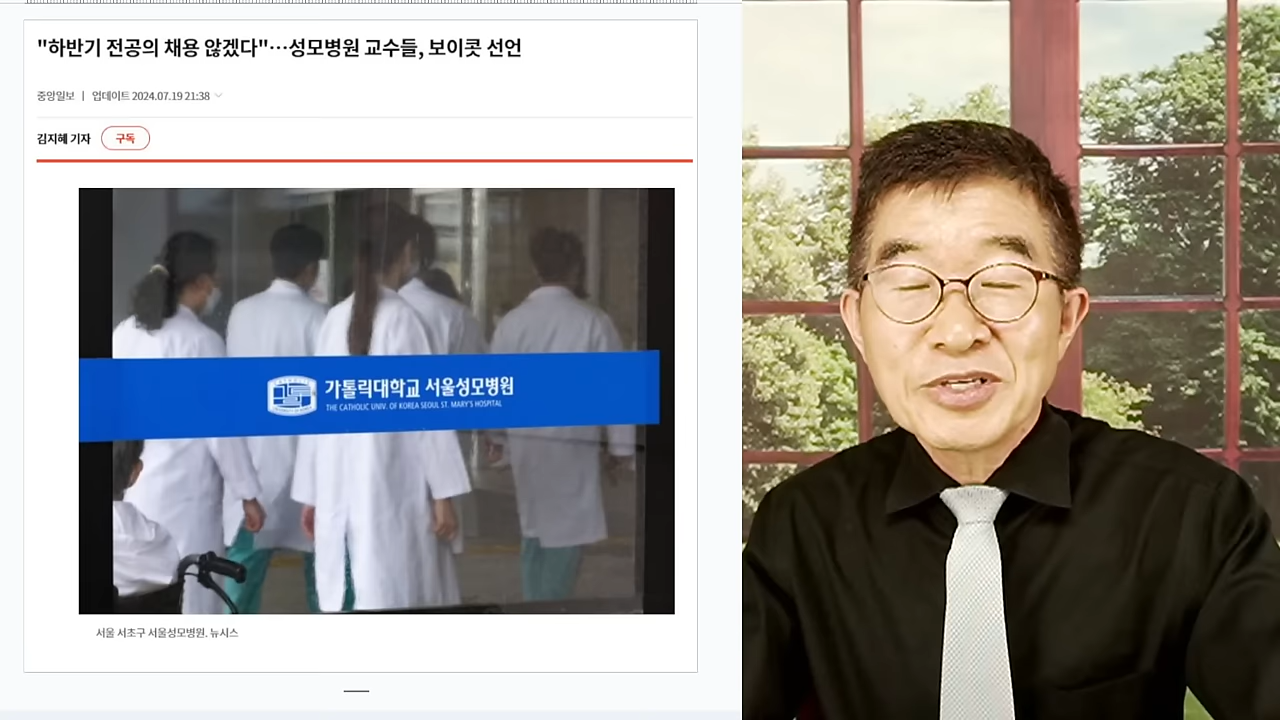 "하반기 전공의 채용 않겠다"…성모병원 교수들, 보이콧 선언
중앙일보 | 업데이트 2024.07.19 21:38
김지혜 기자 구독
가톨릭대학교 서울성모병원
THE CATHOLIC UNIV. OF KOREA SEOUL ST. MARY'S HOSPITAL
서울 서초구 서울성모병원. 뉴시스